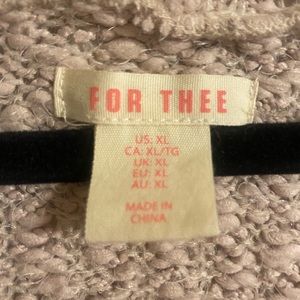 FOR THEE
US: XL
CA: XL/TG
UK: XL
EU: XL
AU: XL
MADE IN
CHINA